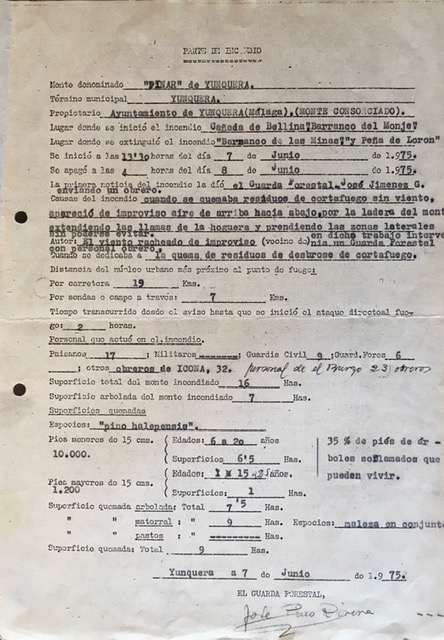 PARTE DE INCENDIO
Monte denominado "PINAR" de YUNQUERA.
Término municipal YUNQUERA.
Propietario Ayuntamiento de YUNQUERA(Málaga).(MONTE CONSORCIADO).
Lugar donde se inició el incendio Cañada de Bellina"Barranco del Monje"
Lugar donde se extinguió el incendio"Barranco de las Minas"y Peña de Loron"
Se inició a las 13'30 horas del día 7 de Junio de 1.975.
Se apagó a las 4 horas del día 8 de Junio de 1.975.
La primera noticia del incendio la dió el Guarda Forestal. José Jimenez G.
enviando un obrero.
Causas del incendio cuando se quemaba residuos de cortafuego sin viento,
apareció de improviso aire de arriba hacia abajo,por la ladera del mont
extendiendo las llamas de la hoguera y prendiendo las zonas laterales
sin poderse evitar. en dicho trabajo interve
Autor: El viento racheado de improviso (vecino de)nia un Guarda Forestal
con personal obrero
Cuando se dedicaba a la quema de residuos de desbrose de cortafuego.
Distancia del núcleo urbano más próximo al punto de fuego:
Por carretera 19 Kms.
Por sendas o campo a través: 7 Kms.
Tiempo transcurrido desde el aviso hasta que se inició el ataque directoal fue-
go: 2 horas.
Personal que actuó en el.incendio.
Paisanos 17 ; Militares -------; Guardia Civil 9 ;Guard.Fores 6
; otros obreros de ICONA, 32. personal de el Burgo 23 obreros
Superficie total del monte incendiado 16 Has.
Superficie arbolada del monte incendiado 7 Has.
Superficies quemadas
Especies: "pino halepensis".
Pies menores de 15 cms. Edades: 6 a 20 años
10.000. Superficies 6'5 Has.
35 % de piés de ár-
boles soflamados que
pueden vivir.
Pies mayores de 15 cms. Edades: 15 años.
1.200 Superficies: 1 Has.
Superficie quemada arbolada: Total 7'5 Has.
" " matorral: " 9 Has. Especies: maleza en conjunto
" " pastos : " --------- Has.
Superficie quemada: Total 9 Has.
Yunquera a 7 de Junio de 1.975.
EL GUARDA FORESTAL,
José